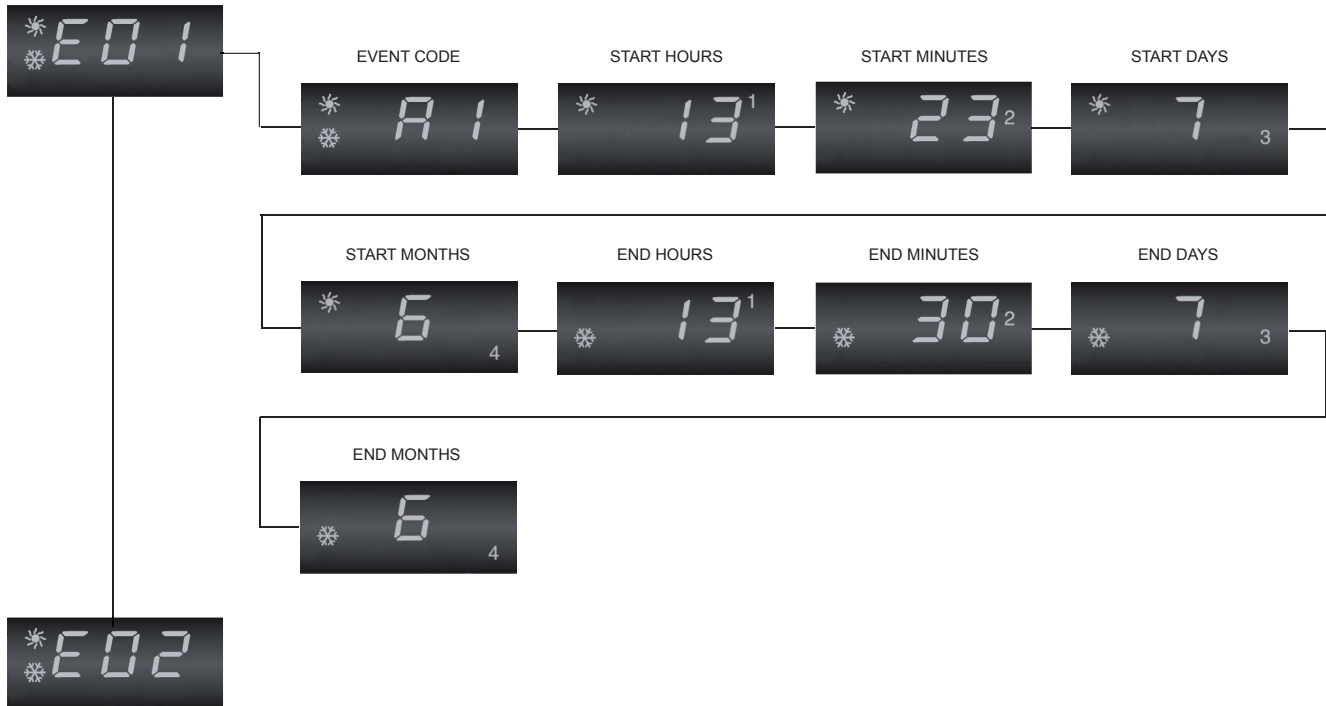 E01
EVENT CODE START HOURS START MINUTES START DAYS
A1 13 1 23 2 7 3
START MONTHS END HOURS END MINUTES END DAYS
6 4 13 1 30 2 7 3
END MONTHS
6 4
E02